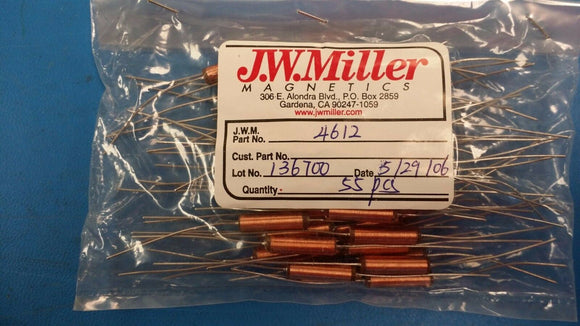 J.W.Miller
MAGNETICS
306 E. Alondra Blvd., P.O. Box 2859
Gardena, CA 90247-1059
www.jwmiller.com
J.W.M.
Part No. 4612
Cust. Part No.
Lot No. 136700 Date 5/29/06
Quantity. 55 pcs